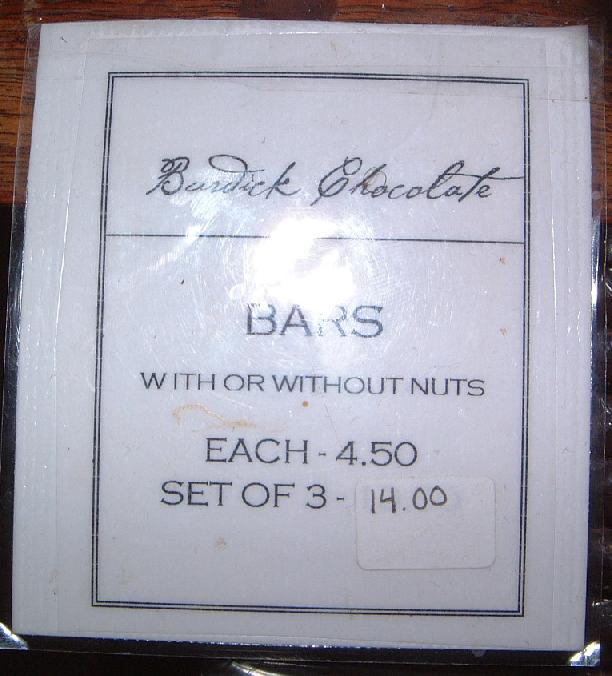 Burdick Chocolate
BARS
WITH OR WITHOUT NUTS
EACH - 4.50
SET OF 3 - 14.00